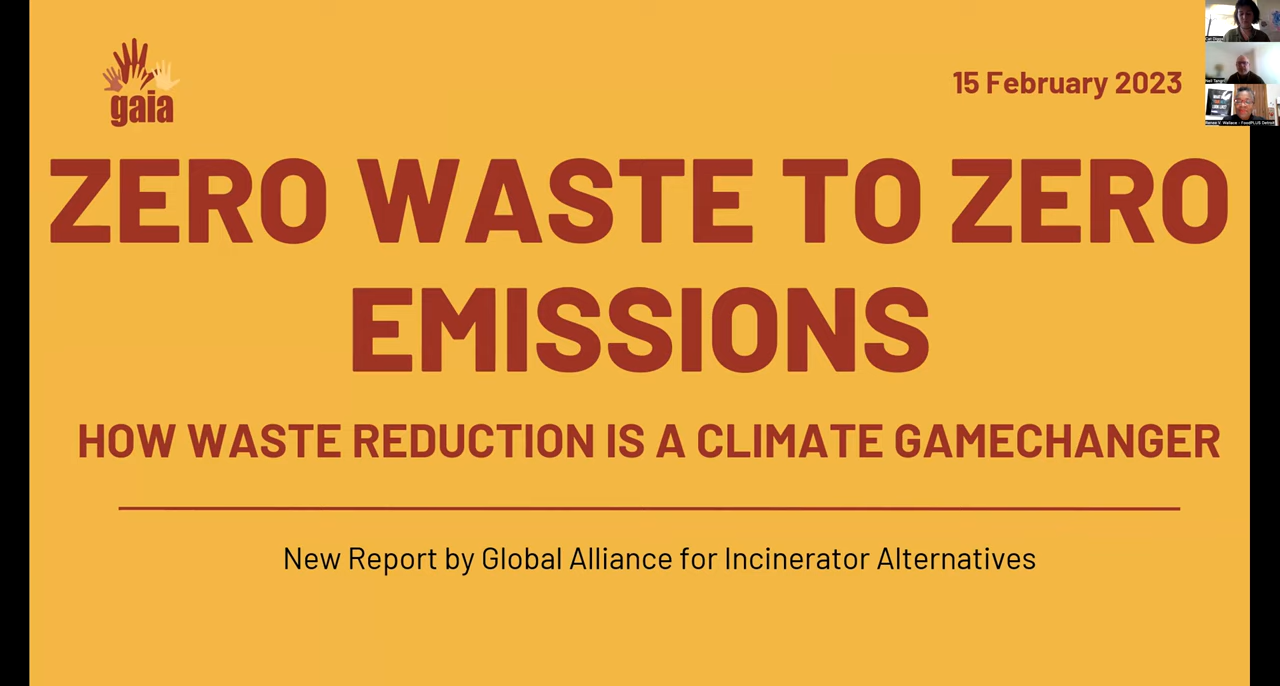 gaia
15 February 2023
ZERO WASTE TO ZERO
EMISSIONS
HOW WASTE REDUCTION IS A CLIMATE GAMECHANGER
New Report by Global Alliance for Incinerator Alternatives